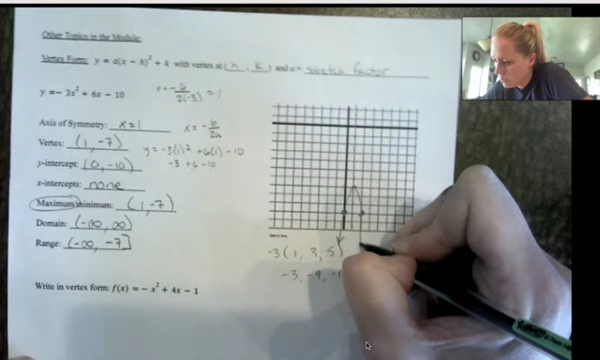 Other Topics in the Module:
Vertex Form: y = a(x − h)² + k with vertex at ( h , k ) and a = stretch factor
y = − 3x² + 6x − 10
x = -6/2(-3) = 1
Axis of Symmetry: x=1
x = -b/2a
Vertex: (1, -7)
y = -3(1)² + 6(1) - 10
-3 + 6 - 10
y-intercept: (0, -10)
x-intercepts: none
Maximum/minimum: (1, -7)
Domain: (-∞, ∞)
Range: (-∞, -7]
-3(1, 3, 5)
-3, -9, -1
Write in vertex form: f(x) = − x² + 4x − 1